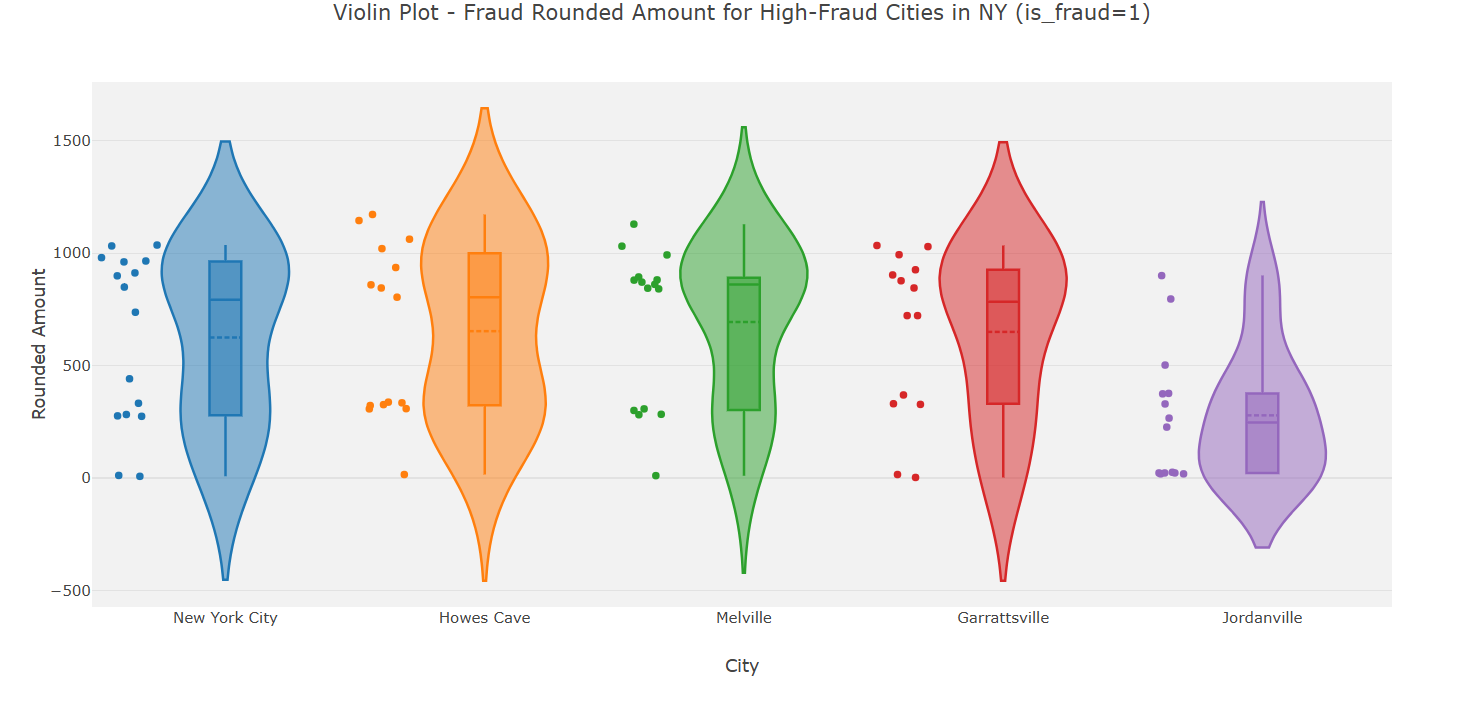 Violin Plot - Fraud Rounded Amount for High-Fraud Cities in NY (is_fraud=1)
Rounded Amount
1500
1000
500
0
−500
New York City
Howes Cave
Melville
Garrattsville
Jordanville
City